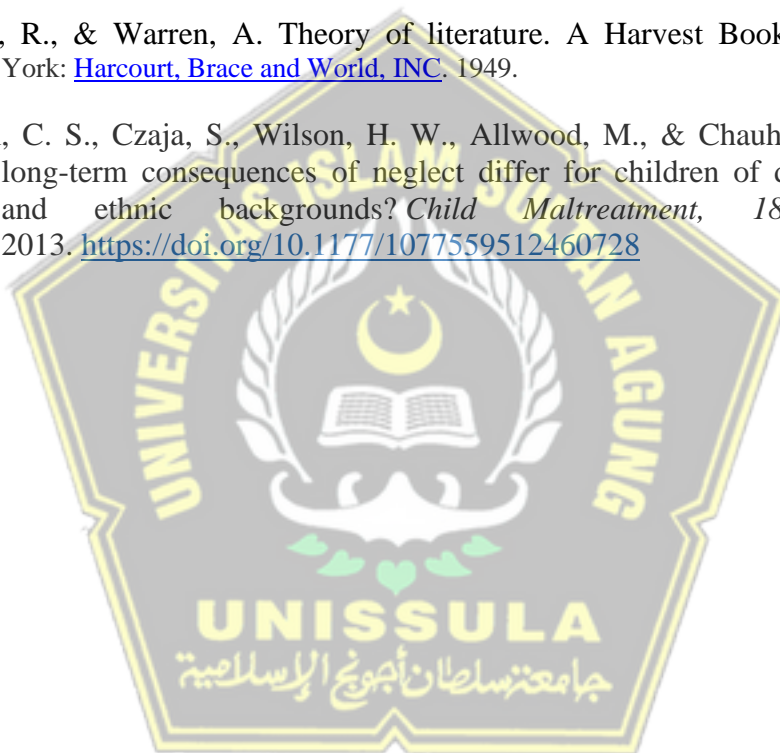 , R., & Warren, A. Theory of literature. A Harvest Book
York: Harcourt, Brace and World, INC. 1949.
, C. S., Czaja, S., Wilson, H. W., Allwood, M., & Chauh
long-term consequences of neglect differ for children of
and ethnic backgrounds? Child Maltreatment, 18
2013. https://doi.org/10.1177/1077559512460728
UNIVERSITAS ISLAM SULTAN AGUNG
UNISSULA
جامعة سلطان أجونج الإسلامية